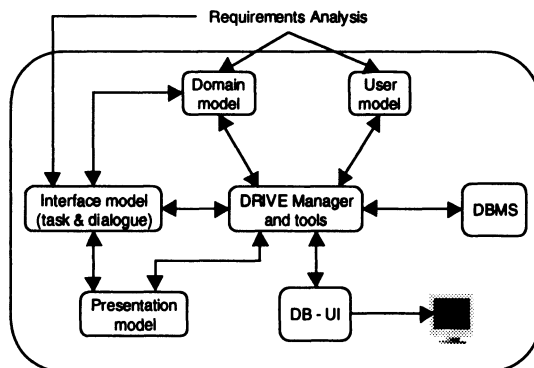 Requirements Analysis
Domain
model
User
model
Interface model
(task & dialogue)
DRIVE Manager
and tools
DBMS
Presentation
model
DB - UI